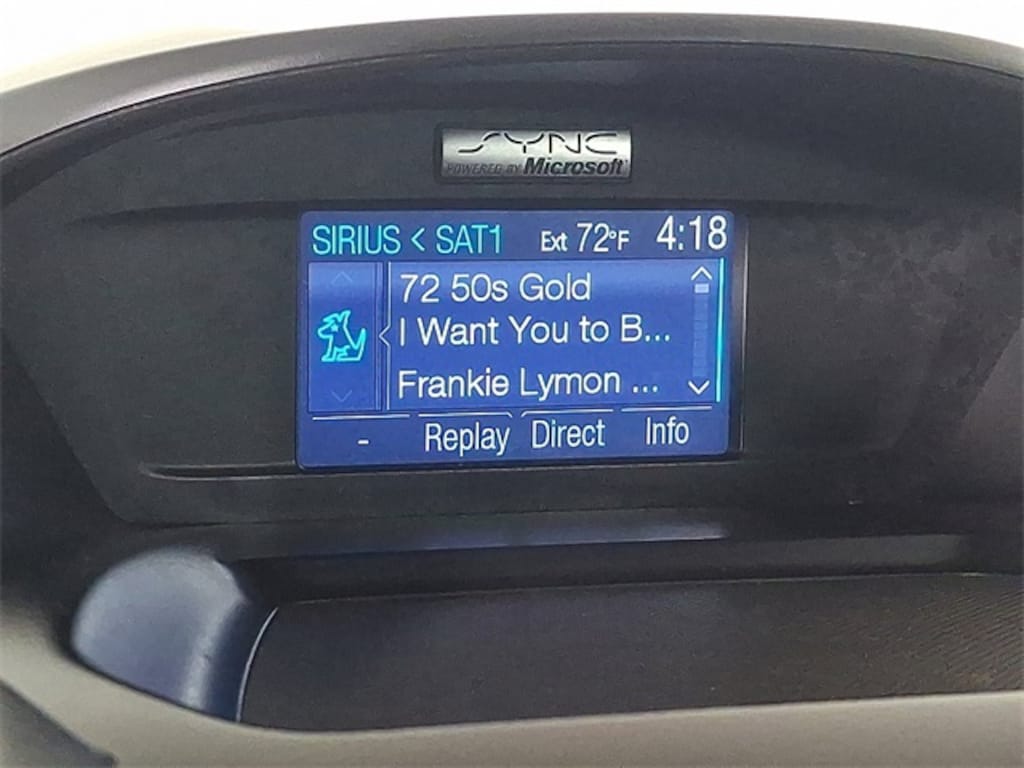 SYNC
POWERED BY Microsoft
SIRIUS < SAT1 Ext 72°F 4:18
72 50s Gold
I Want You to B...
Frankie Lymon ...
- Replay Direct Info